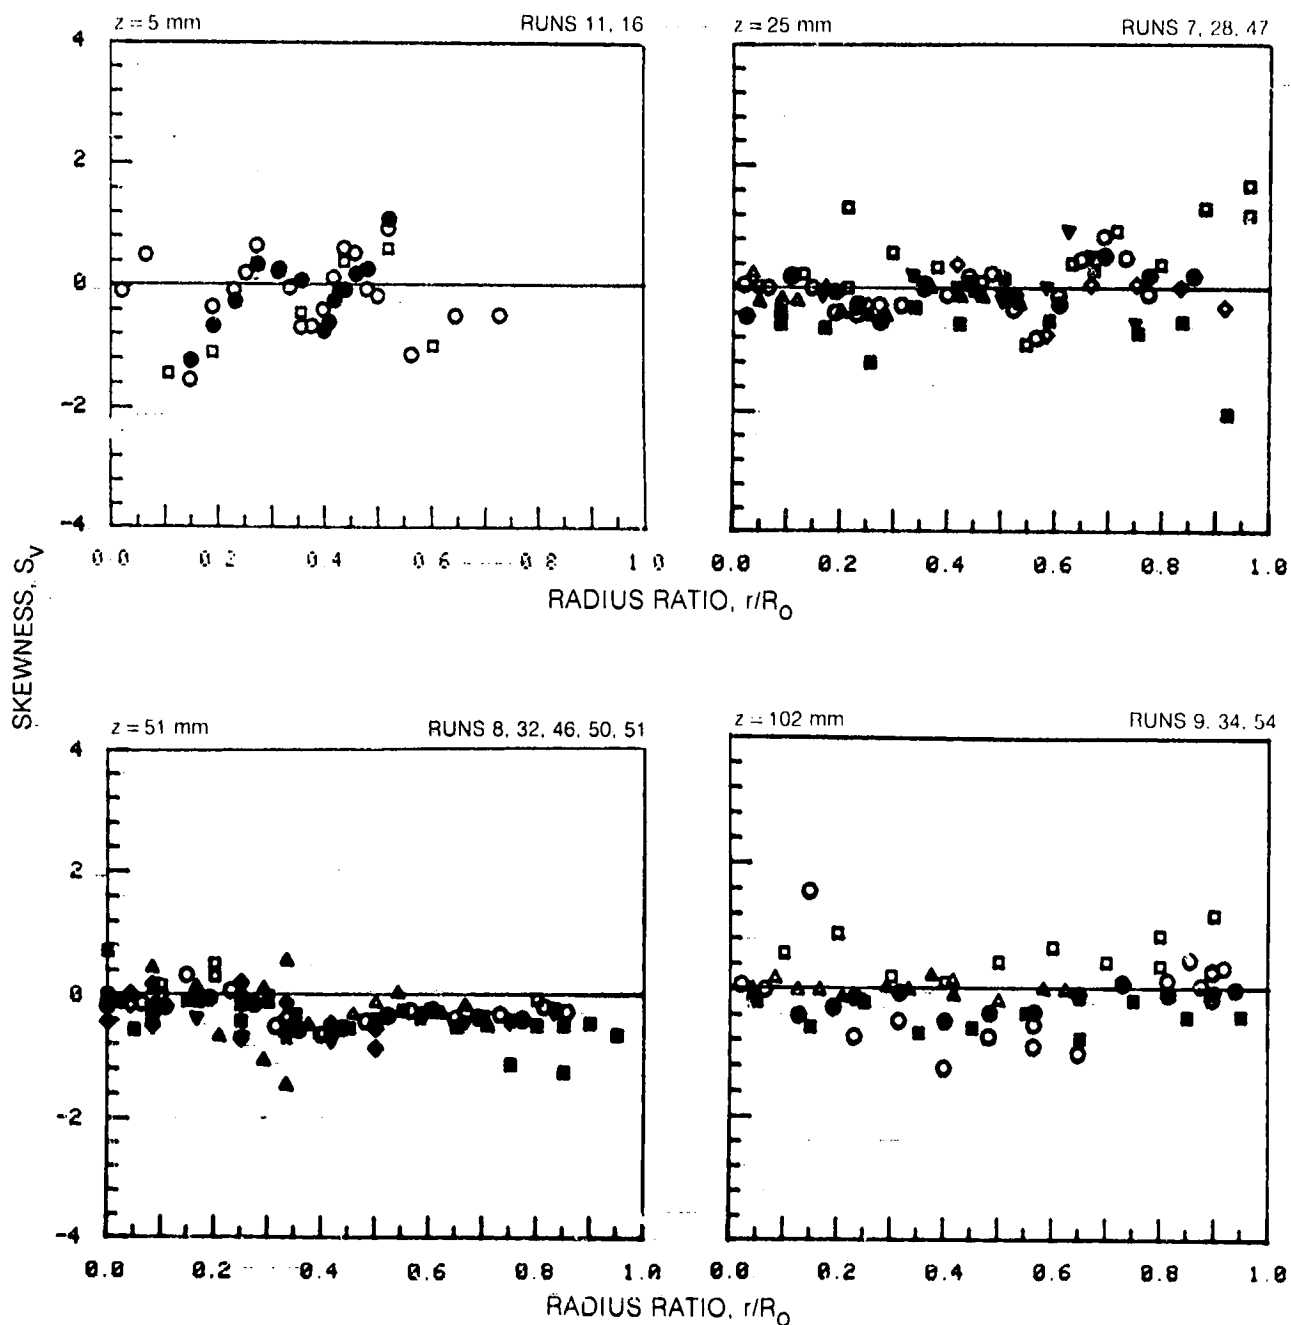 z = 5 mm RUNS 11, 16
z = 25 mm RUNS 7, 28, 47
4
2
0
-2
-4
0.0 0.2 0.4 0.6 0.8 1.0
0.0 0.2 0.4 0.6 0.8 1.0
RADIUS RATIO, r/Ro
SKEWNESS, Sv
z = 51 mm RUNS 8, 32, 46, 50, 51
z = 102 mm RUNS 9, 34, 54
4
2
0
-2
-4
0.0 0.2 0.4 0.6 0.8 1.0
0.0 0.2 0.4 0.6 0.8 1.0
RADIUS RATIO, r/Ro